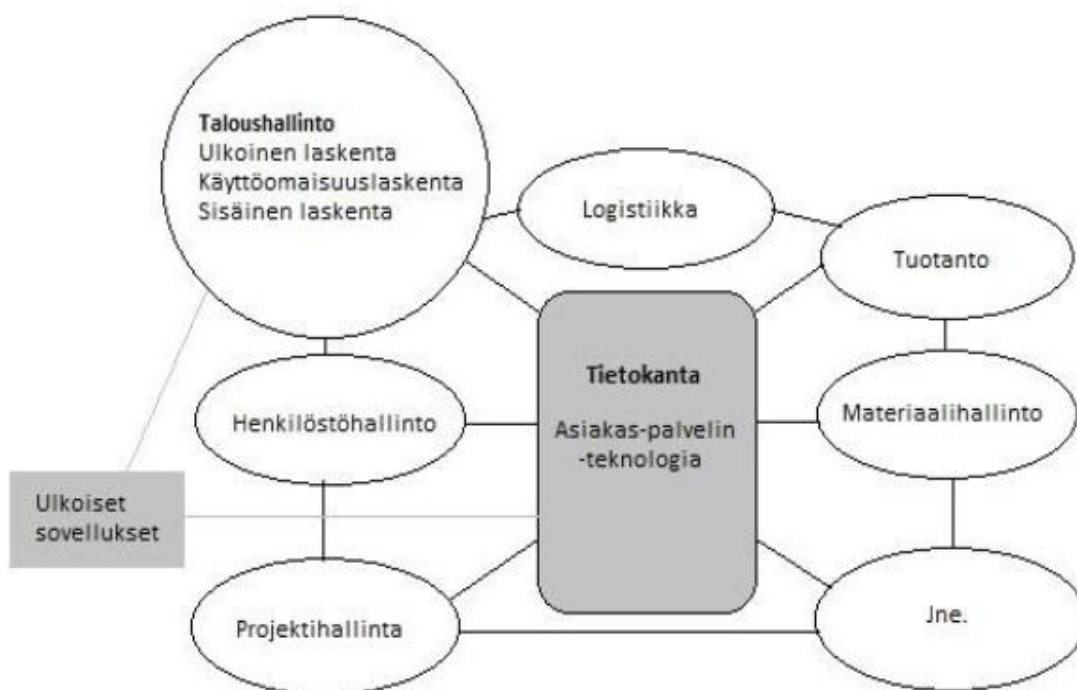 Taloushallinto
Ulkoinen laskenta
Käyttöomaisuuslaskenta
Sisäinen laskenta
Logistiikka
Tuotanto
Tietokanta
Asiakas-palvelin
-teknologia
Henkilöstöhallinto
Materiaalihallinto
Ulkoiset
sovellukset
Projektihallinta
Jne.